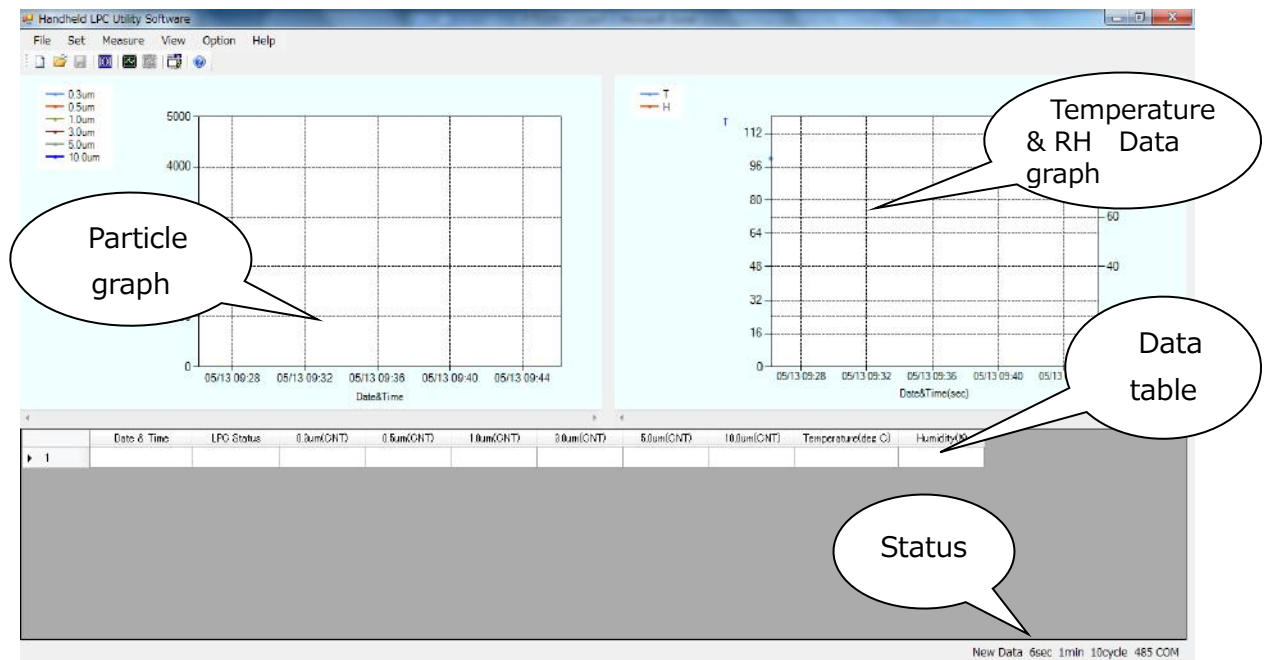 Handheld LPC Utility Software
File Set Measure View Option Help
0.3um
0.5um
1.0um
3.0um
5.0um
10.0um
5000
4000
0
05/13 09:28 05/13 09:32 05/13 09:36 05/13 09:40 05/13 09:44
Date&Time
Particle
graph
T
H
T
112
96
80
64
48
32
16
0
60
40
05/13 09:28 05/13 09:32 05/13 09:36 05/13 09:40 05/13
Date&Time(sec)
Temperature
& RH Data
graph
Data
table
Date & Time LPC Status 0.3um(CNT) 0.5um(CNT) 1.0um(CNT) 3.0um(CNT) 5.0um(CNT) 10.0um(CNT) Temperature(deg C)
1
Status
New Data 6sec 1min 10cycle 485 COM